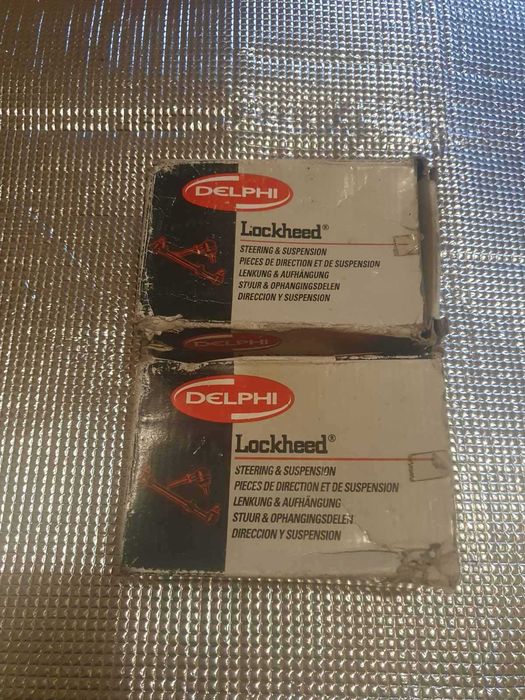 DELPHI
Lockheed®
STEERING & SUSPENSION
PIECES DE DIRECTION ET DE SUSPENSION
LENKUNG & AUFHÄNGUNG
STUUR & OPHANGINGSDELEN
DIRECCION Y SUSPENSION
DELPHI
DELPHI
Lockheed®
STEERING & SUSPENSION
PIECES DE DIRECTION ET DE SUSPENSION
LENKUNG & AUFHÄNGUNG
STUUR & OPHANGINGSDELEN
DIRECCION Y SUSPENSION